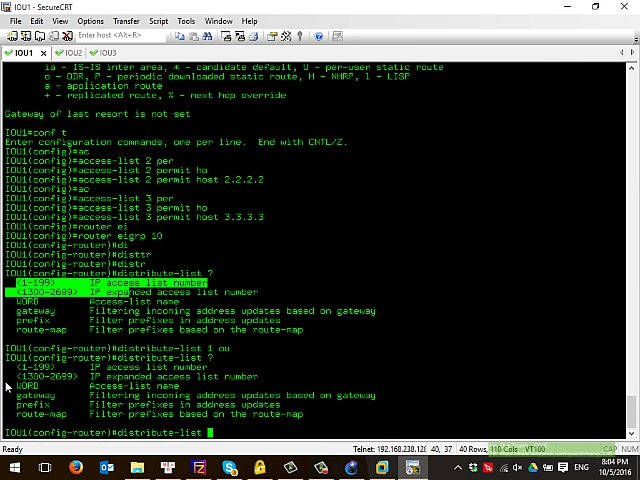 IOU1 - SecureCRT
File Edit View Options Transfer Script Tools Window Help
Enter host <Alt+R>
IOU1 IOU2 IOU3
ia - IS-IS inter area, * - candidate default, U - per-user static route
o - ODR, P - periodic downloaded static route, H - NHRP, l - LISP
a - application route
+ - replicated route, % - next hop override
Gateway of last resort is not set
IOU1#conf t
Enter configuration commands, one per line. End with CNTL/Z.
IOU1(config)#ac
IOU1(config)#access-list 2 per
IOU1(config)#access-list 2 permit ho
IOU1(config)#access-list 2 permit host 2.2.2.2
IOU1(config)#ac
IOU1(config)#access-list 3 per
IOU1(config)#access-list 3 permit ho
IOU1(config)#access-list 3 permit host 3.3.3.3
IOU1(config)#router ei
IOU1(config)#router eigrp 10
IOU1(config-router)#di
IOU1(config-router)#disttr
IOU1(config-router)#distr
IOU1(config-router)#distribute-list ?
<1-199> IP access list number
<1300-2699> IP expanded access list number
WORD Access-list name
gateway Filtering incoming address updates based on gateway
prefix Filter prefixes in address updates
route-map Filter prefixes based on the route-map
IOU1(config-router)#distribute-list 1 ou
IOU1(config-router)#distribute-list ?
<1-199> IP access list number
<1300-2699> IP expanded access list number
WORD Access-list name
gateway Filtering incoming address updates based on gateway
prefix Filter prefixes in address updates
route-map Filter prefixes based on the route-map
IOU1(config-router)#distribute-list
Ready Telnet: 192.168.238.128 40, 37 40 Rows, 110 Cols VT100 CAP NUM
ENG 8:04 PM
10/5/2016